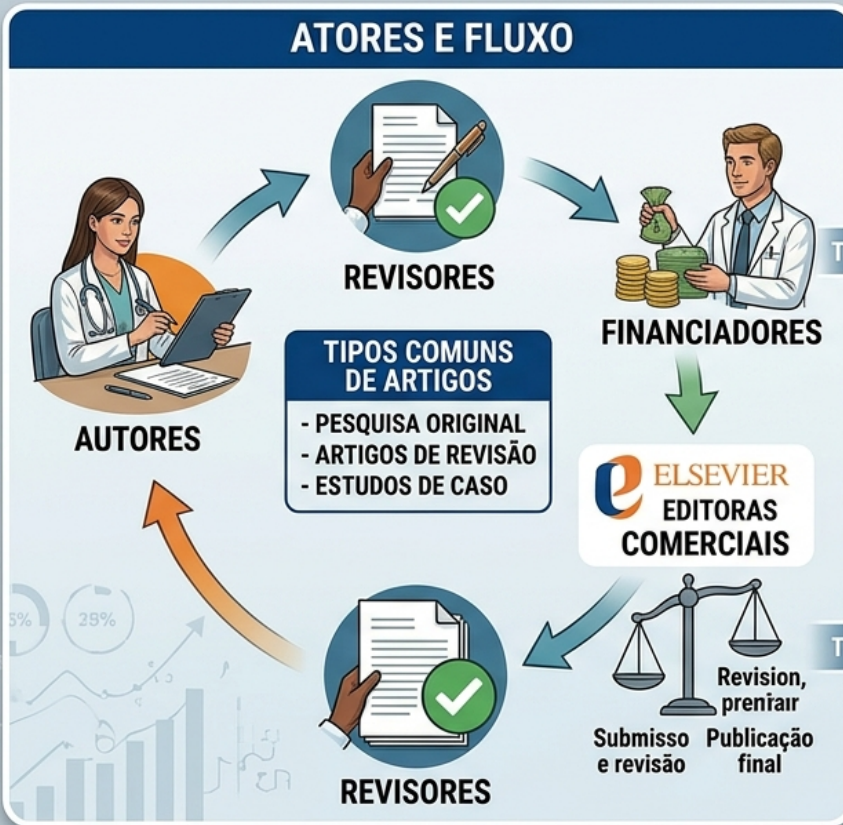 ATORES E FLUXO
REVISORES
FINANCIADORES
AUTORES
TIPOS COMUNS
DE ARTIGOS
- PESQUISA ORIGINAL
- ARTIGOS DE REVISÃO
- ESTUDOS DE CASO
ELSEVIER
EDITORAS
COMERCIAIS
Revision,
Submisso
e revisão
Publicação
final
REVISORES
29%
T
T